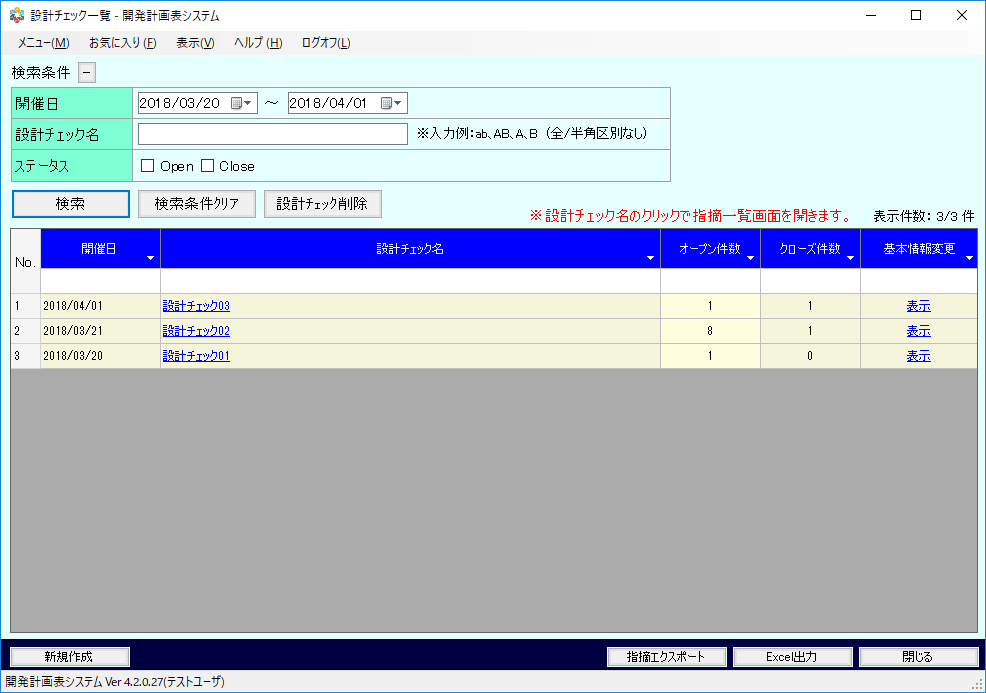 設計チェック一覧 - 開発計画表システム
メニュー(M) お気に入り(F) 表示(V) ヘルプ(H) ログオフ(L)
検索条件 −
開催日 2018/03/20 ～ 2018/04/01
設計チェック名 ※入力例:ab、AB、A、B (全/半角区別なし)
ステータス Open Close
検索 検索条件クリア 設計チェック削除
※設計チェック名のクリックで指摘一覧画面を開きます。 表示件数: 3/3 件
No. 開催日 設計チェック名 オープン件数 クローズ件数 基本情報変更
1 2018/04/01 設計チェック03 1 1 表示
2 2018/03/21 設計チェック02 8 1 表示
3 2018/03/20 設計チェック01 1 0 表示
新規作成 指摘エクスポート Excel出力 閉じる
開発計画表システム Ver 4.2.0.27(テストユーザ)